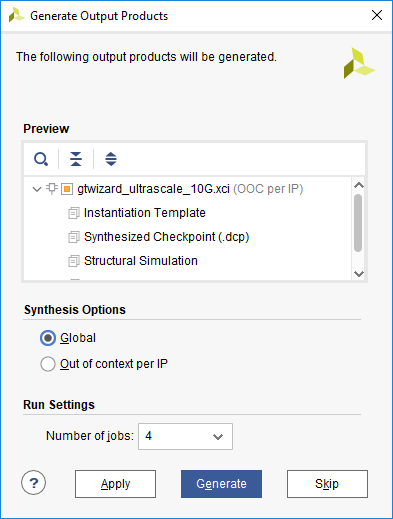 Generate Output Products
The following output products will be generated.
Preview
gtwizard_ultrascale_10G.xci (OOC per IP)
Instantiation Template
Synthesized Checkpoint (.dcp)
Structural Simulation
Synthesis Options
Global
Out of context per IP
Run Settings
Number of jobs: 4
? Apply Generate Skip